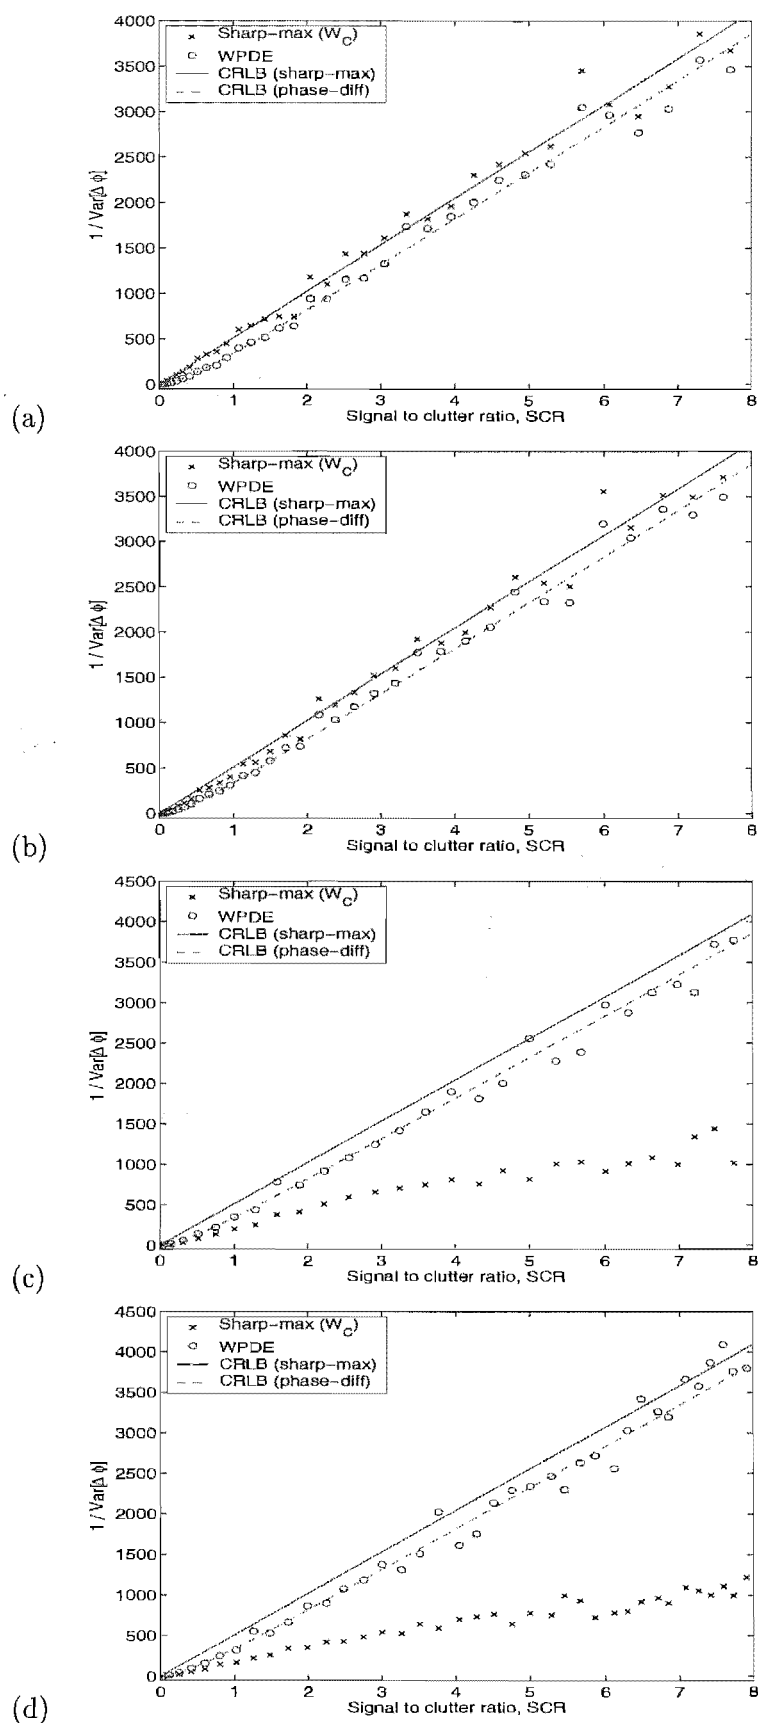 4000
3500
3000
2500
2000
1500
1000
500
0
1 / Var[Δ ϕ]
Sharp−max (W_C)
WPDE
CRLB (sharp−max)
CRLB (phase−diff)
0 1 2 3 4 5 6 7 8
Signal to clutter ratio, SCR
(a)
4000
3500
3000
2500
2000
1500
1000
500
0
1 / Var[Δ ϕ]
Sharp−max (W_C)
WPDE
CRLB (sharp−max)
CRLB (phase−diff)
0 1 2 3 4 5 6 7 8
Signal to clutter ratio, SCR
(b)
4500
4000
3500
3000
2500
2000
1500
1000
500
0
1 / Var[Δ ϕ]
Sharp−max (W_C)
WPDE
CRLB (sharp−max)
CRLB (phase−diff)
0 1 2 3 4 5 6 7 8
Signal to clutter ratio, SCR
(c)
4500
4000
3500
3000
2500
2000
1500
1000
500
0
1 / Var[Δ ϕ]
Sharp−max (W_C)
WPDE
CRLB (sharp−max)
CRLB (phase−diff)
0 1 2 3 4 5 6 7 8
Signal to clutter ratio, SCR
(d)